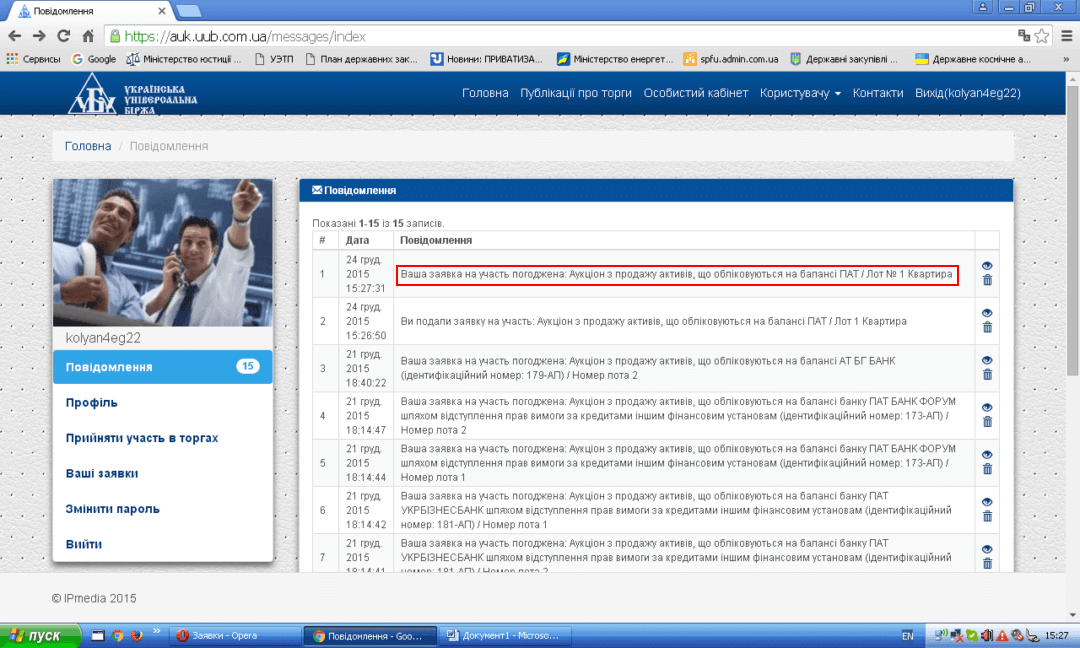 Повідомлення
https://auk.uub.com.ua/messages/index
Сервисы Google Міністерство юстиції ... УЭТП План державних зак... Новини: ПРИВАТИЗА... Міністерство енергет... spfu.admin.com.ua Державні закупівлі ... Державне космічне а... »
УБ
УКРАЇНСЬКА
УНІВЕРСАЛЬНА
БІРЖА
Головна Публікації про торги Особистий кабінет Користувачу Контакти Вихід(kolyan4eg22)
Головна / Повідомлення
kolyan4eg22
Повідомлення 15
Профіль
Прийняти участь в торгах
Ваші заявки
Змінити пароль
Вийти
Повідомлення
Показані 1-15 із 15 записів.
# Дата Повідомлення
1 24 груд. 2015 15:27:31 Ваша заявка на участь погоджена: Аукціон з продажу активів, що обліковуються на балансі ПАТ / Лот № 1 Квартира
2 24 груд. 2015 15:26:50 Ви подали заявку на участь: Аукціон з продажу активів, що обліковуються на балансі ПАТ / Лот 1 Квартира
3 21 груд. 2015 18:40:22 Ваша заявка на участь погоджена: Аукціон з продажу активів, що обліковуються на балансі АТ БГ БАНК
(ідентифікаційний номер: 179-АП) / Номер лота 2
4 21 груд. 2015 18:14:47 Ваша заявка на участь погоджена: Аукціон з продажу активів, що обліковуються на балансі банку ПАТ БАНК ФОРУМ
шляхом відступлення прав вимоги за кредитами іншим фінансовим установам (ідентифікаційний номер: 173-АП) /
Номер лота 2
5 21 груд. 2015 18:14:44 Ваша заявка на участь погоджена: Аукціон з продажу активів, що обліковуються на балансі банку ПАТ БАНК ФОРУМ
шляхом відступлення прав вимоги за кредитами іншим фінансовим установам (ідентифікаційний номер: 173-АП) /
Номер лота 1
6 21 груд. 2015 18:14:42 Ваша заявка на участь погоджена: Аукціон з продажу активів, що обліковуються на балансі банку ПАТ
УКРБІЗНЕСБАНК шляхом відступлення прав вимоги за кредитами іншим фінансовим установам (ідентифікаційний
номер: 181-АП) / Номер лота 1
7 21 груд. 2015 18:14:41 Ваша заявка на участь погоджена: Аукціон з продажу активів, що обліковуються на балансі банку ПАТ
УКРБІЗНЕСБАНК шляхом відступлення прав вимоги за кредитами іншим фінансовим установам (ідентифікаційний
номер: 181-АП) / Номер лота 2
© IPmedia 2015
пуск » Заявки - Opera Повідомлення - Goo... Документ1 - Microso... EN 15:27